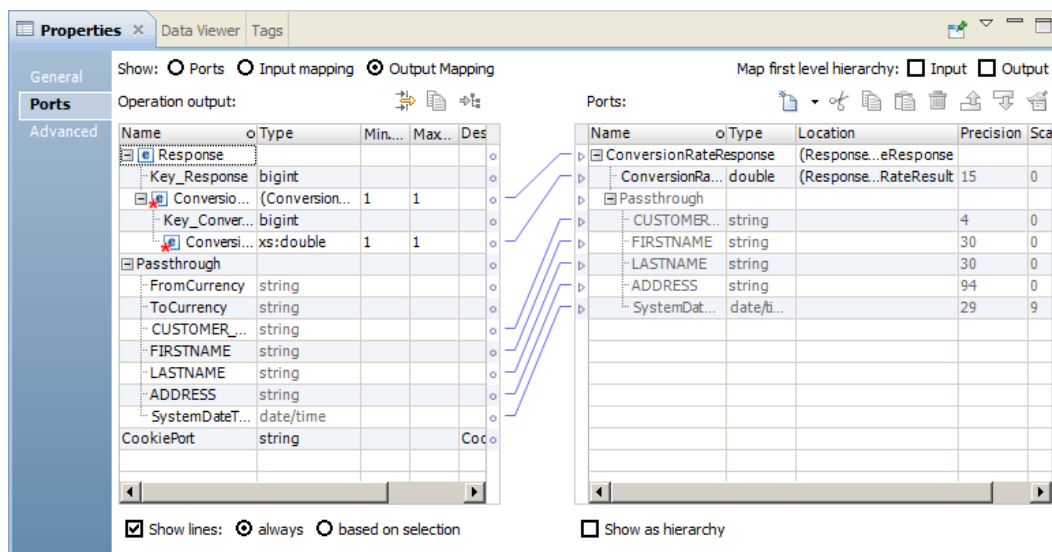 Properties Data Viewer Tags
General
Ports
Advanced
Show: Ports Input mapping Output Mapping
Map first level hierarchy: Input Output
Operation output:
Ports:
Name Type Min... Max... Des
Response
Key_Response bigint
Conversio... (Conversion... 1 1
Key_Conver... bigint
Conversi... xs:double 1 1
Passthrough
FromCurrency string
ToCurrency string
CUSTOMER_... string
FIRSTNAME string
LASTNAME string
ADDRESS string
SystemDateT... date/time
CookiePort string Coo
Name Type Location Precision Sca
ConversionRateResponse (Response...eResponse
ConversionRa... double (Response...RateResult 15 0
Passthrough
CUSTOMER... string 4 0
FIRSTNAME string 30 0
LASTNAME string 30 0
ADDRESS string 94 0
SystemDat... date/ti... 29 9
Show lines: always based on selection
Show as hierarchy